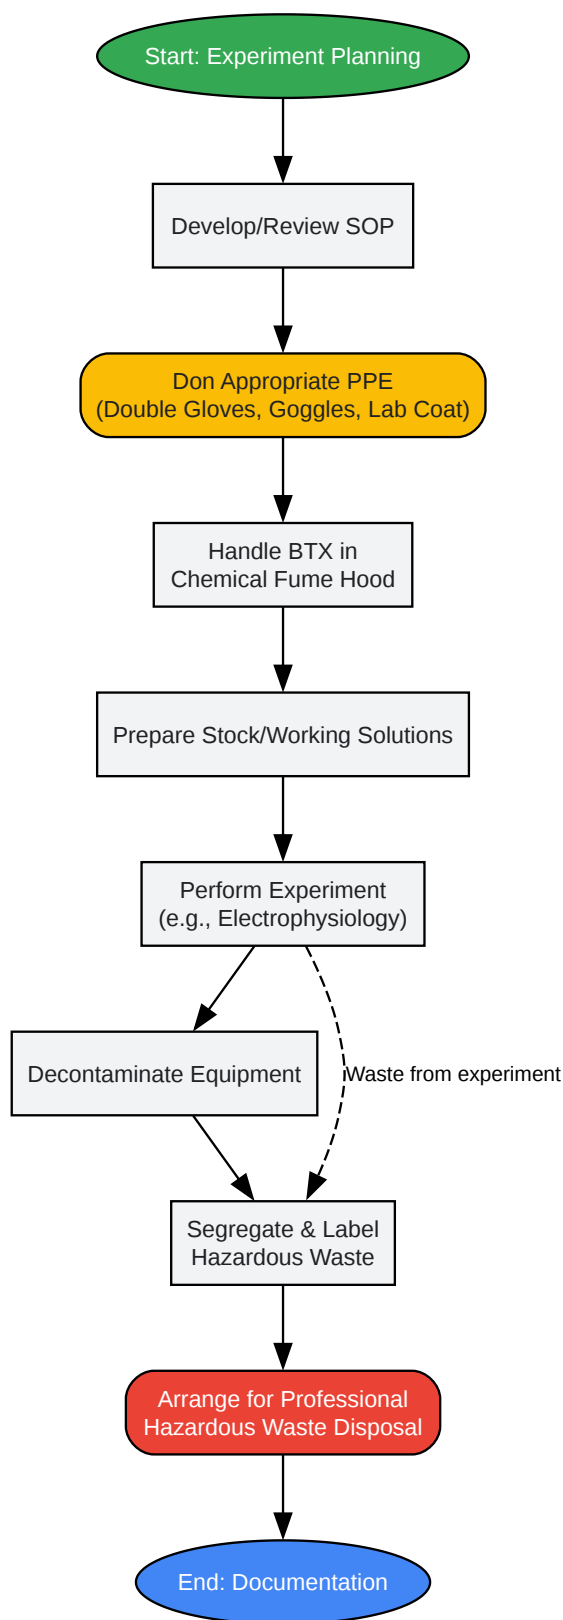 Start: Experiment Planning
Develop/Review SOP
Don Appropriate PPE
(Double Gloves, Goggles, Lab Coat)
Handle BTX in
Chemical Fume Hood
Prepare Stock/Working Solutions
Perform Experiment
(e.g., Electrophysiology)
Decontaminate Equipment
Waste from experiment
Segregate & Label
Hazardous Waste
Arrange for Professional
Hazardous Waste Disposal
End: Documentation